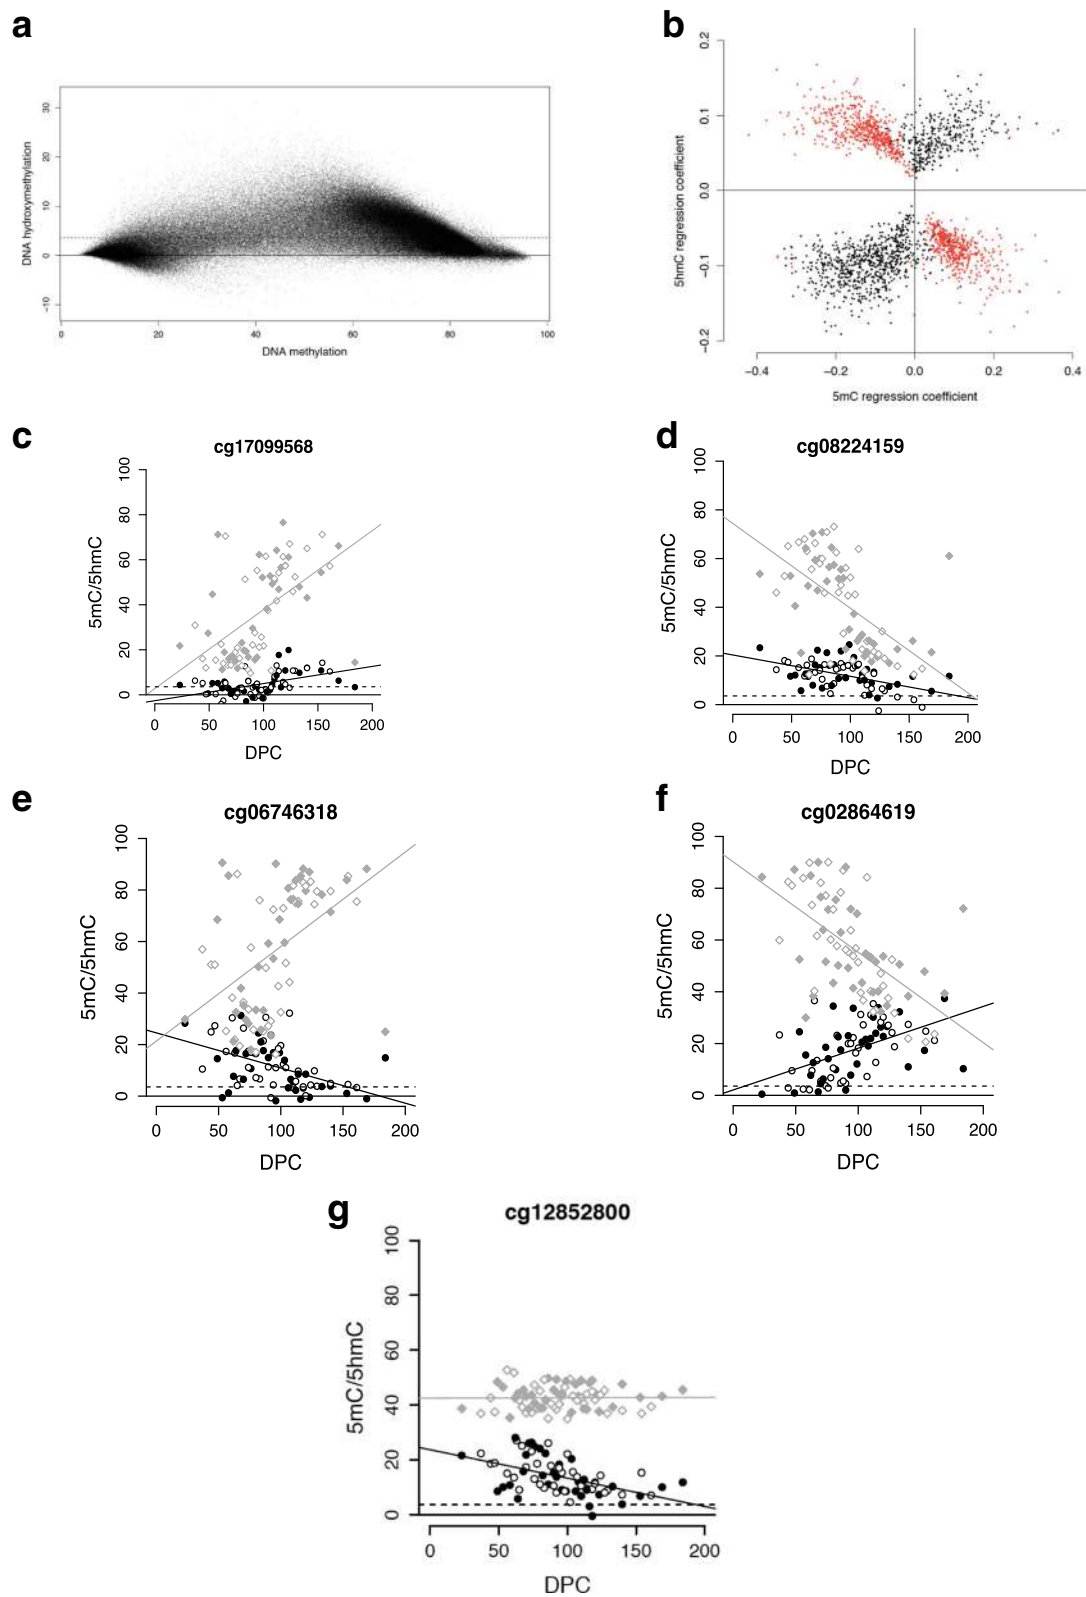 a
b
30
20
10
0
−10
DNA hydroxymethylation
0
20
40
60
80
100
DNA methylation
0.2
0.1
0.0
−0.1
−0.2
5hmC regression coefficient
−0.4
−0.2
0.0
0.2
0.4
5mC regression coefficient
c
cg17099568
100
80
60
40
20
0
5mC/5hmC
0
50
100
150
200
DPC
d
cg08224159
100
80
60
40
20
0
5mC/5hmC
0
50
100
150
200
DPC
e
cg06746318
100
80
60
40
20
0
5mC/5hmC
0
50
100
150
200
DPC
f
cg02864619
100
80
60
40
20
0
5mC/5hmC
0
50
100
150
200
DPC
g
cg12852800
100
80
60
40
20
0
5mC/5hmC
0
50
100
150
200
DPC